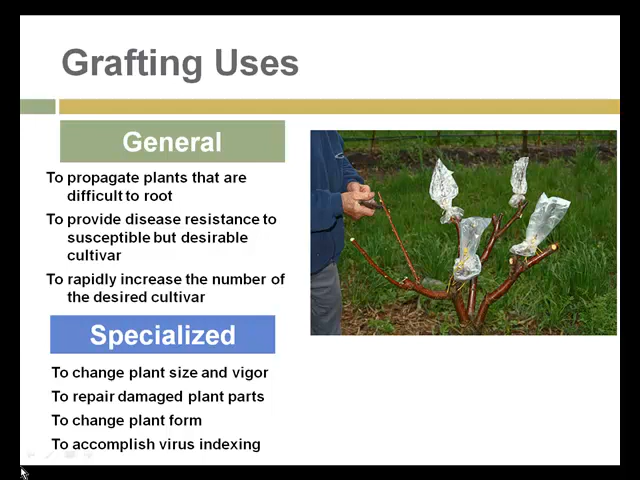 Grafting Uses
General
To propagate plants that are
difficult to root
To provide disease resistance to
susceptible but desirable
cultivar
To rapidly increase the number of
the desired cultivar
Specialized
To change plant size and vigor
To repair damaged plant parts
To change plant form
To accomplish virus indexing